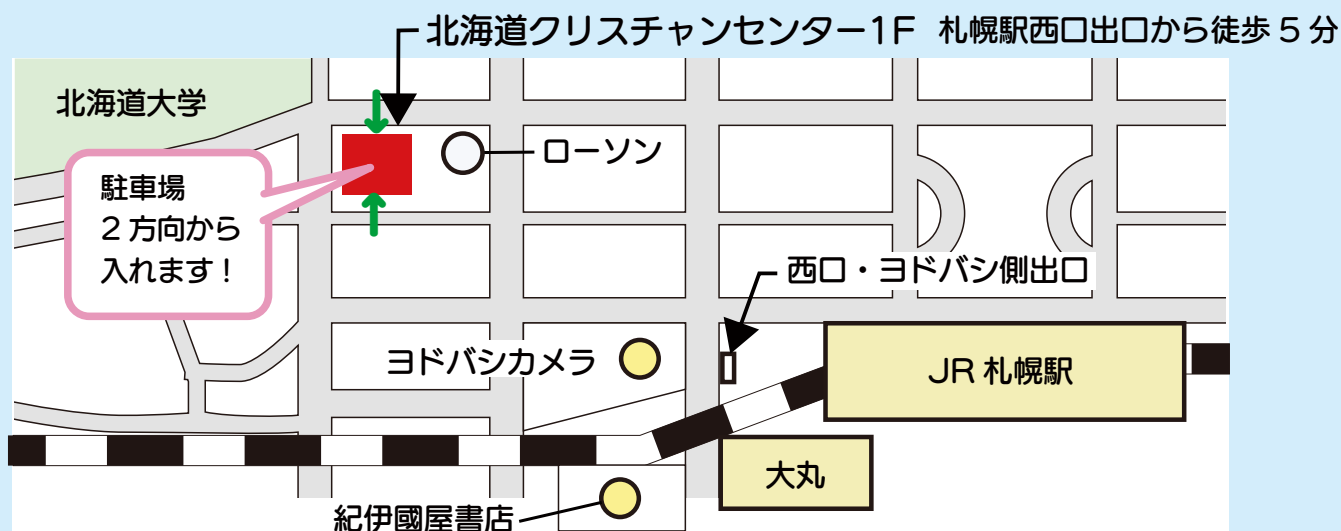 北海道クリスチャンセンター1F 札幌駅西口出口から徒歩5分
北海道大学
ローソン
駐車場
2方向から
入れます！
西口・ヨドバシ側出口
ヨドバシカメラ
JR札幌駅
大丸
紀伊國屋書店